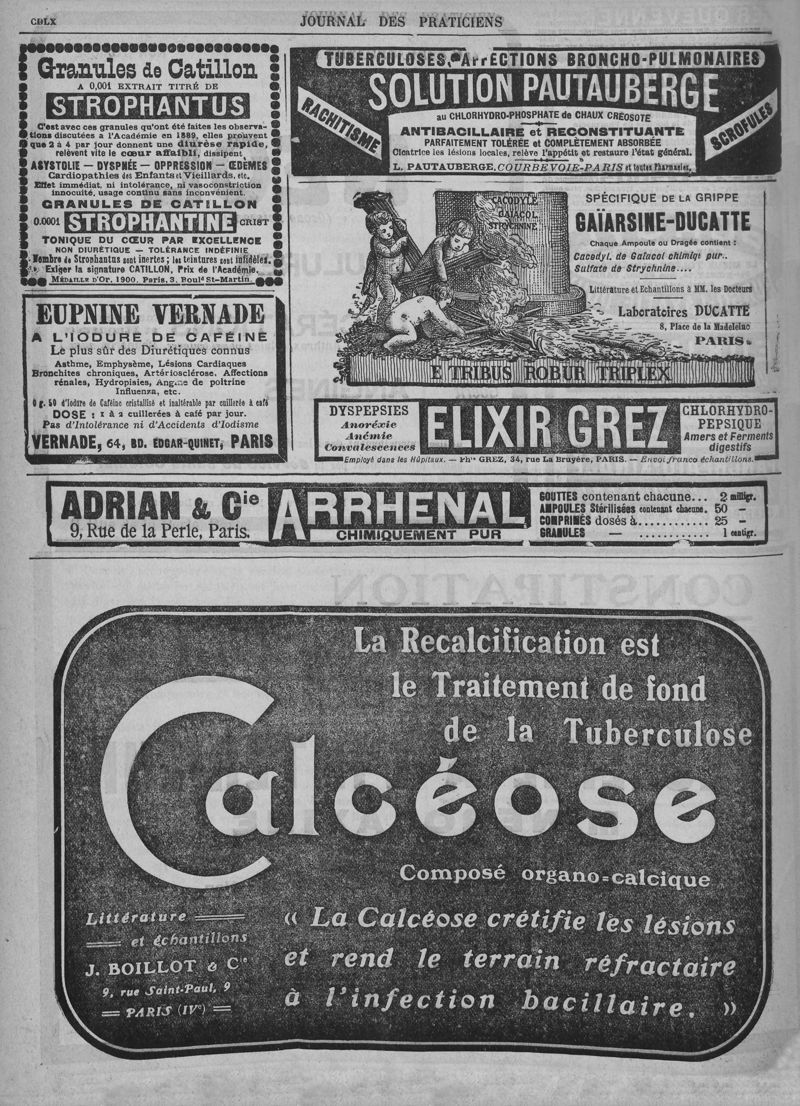 CDLX
JOURNAL DES PRATICIENS
Granules de Catillon
A 0,001 EXTRAIT TITRÉ DE
STROPHANTUS
C'est avec ces granules qu'ont été faites les observa-
tions discutées à l'Académie en 1889, elles prouvent
que 2 à 4 par jour donnent une diurèse rapide,
relèvent vite le cœur affaibli, dissipent
ASYSTOLIE — DYSPNÉE — OPPRESSION — ŒDÈMES
Cardiopathies des Enfants et Vieillards, etc.
Effet immédiat, ni intolérance, ni vasoconstriction
innocuité, usage continu sans inconvénient.
GRANULES DE CATILLON
0.0001 STROPHANTINE CRIST
TONIQUE DU CŒUR PAR EXCELLENCE
NON DIURÉTIQUE — TOLÉRANCE INDÉFINIE
Nombre de Strophantus sont inertes; les teintures sont infidèles.
Exiger la signature CATILLON, Prix de l'Académie.
MÉDAILLE D'OR, 1900, Paris, 3, Boulᵈ St-Martin.
EUPNINE VERNADE
A L'IODURE DE CAFÉINE
Le plus sûr des Diurétiques connus
Asthme, Emphysème, Lésions Cardiaques
Bronchites chroniques, Artériosclérose, Affections
rénales, Hydropisies, Angine de poitrine
Influenza, etc.
0 gr. 50 d'Iodure de Caféine cristallisé et inaltérable par cuillerée à café
DOSE : 1 à 2 cuillerées à café par jour.
Pas d'Intolérance ni d'Accidents d'Iodisme
VERNADE, 64, BD. EDGAR-QUINET, PARIS
TUBERCULOSES, AFFECTIONS BRONCHO-PULMONAIRES
SOLUTION PAUTAUBERGE
RACHITISME
SCROFULES
au CHLORHYDRO-PHOSPHATE de CHAUX CRÉOSOTÉ
ANTIBACILLAIRE et RECONSTITUANTE
PARFAITEMENT TOLÉRÉE et COMPLÈTEMENT ABSORBÉE
Cicatrice les lésions locales, relève l'appétit et restaure l'état général.
L. PAUTAUBERGE, COURBEVOIE-PARIS et toutes Pharmacies.
CACODYLE
GAÏACOL
STRYCHNINE
E TRIBUS ROBUR TRIPLEX
SPÉCIFIQUE DE LA GRIPPE
GAÏARSINE-DUCATTE
Chaque Ampoule ou Dragée contient :
Cacodyl. de Gaïacol chimiqt pur..
Sulfate de Strychnine....
Littérature et Echantillons à MM. les Docteurs
Laboratoires DUCATTE
8, Place de la Madeleine
PARIS
DYSPEPSIES
Anoréxie
Anémie
Convalescences
ELIXIR GREZ
CHLORHYDRO-
PEPSIQUE
Amers et Ferments
digestifs
Employé dans les Hôpitaux. — Phᶦᵉ GREZ, 34, rue La Bruyère, PARIS. — Envoi franco échantillons.
ADRIAN & Cie
9, Rue de la Perle, Paris.
ARRHENAL
CHIMIQUEMENT PUR
GOUTTES contenant chacune... 2 milligr.
AMPOULES Stérilisées contenant chacune. 50 —
COMPRIMÉS dosés à........... 25 —
GRANULES — ............ 1 centigr.
La Recalcification est
le Traitement de fond
de la Tuberculose
Calcéose
Composé organo-calcique
Littérature
et échantillons
J. BOILLOT & Cie
9, rue Saint-Paul, 9
PARIS (IVe)
« La Calcéose crétifie les lésions
et rend le terrain réfractaire
à l'infection bacillaire. »